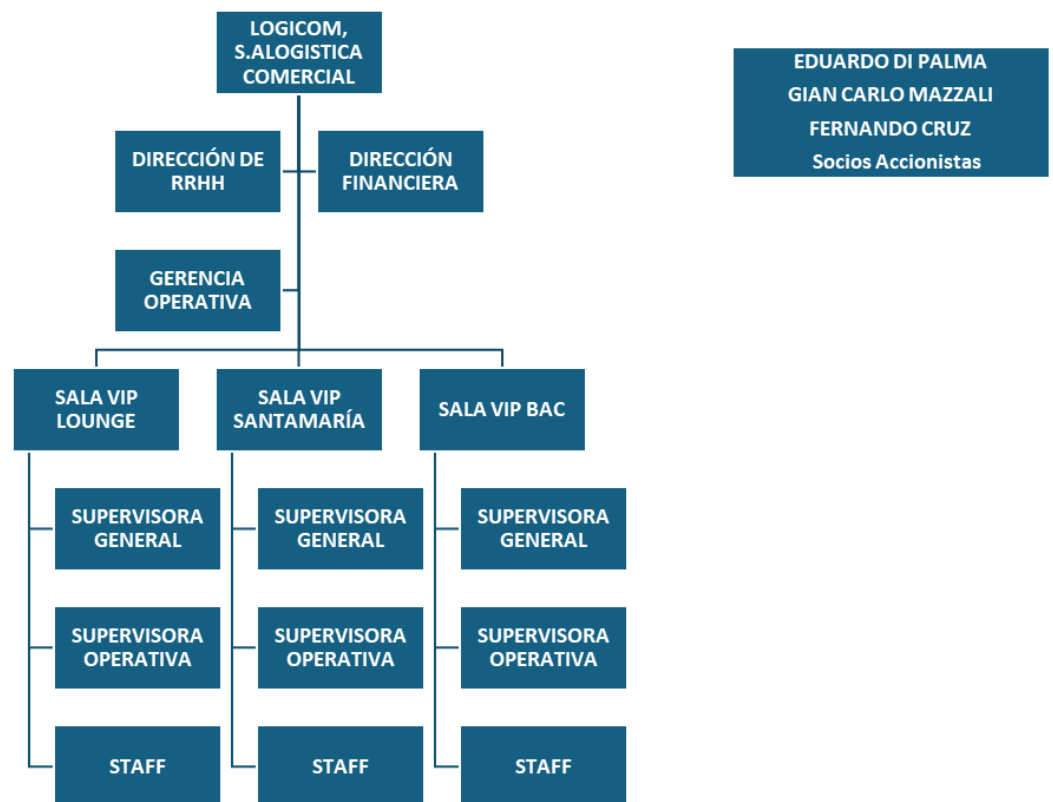 LOGICOM,
S.ALOGISTICA
COMERCIAL
EDUARDO DI PALMA
GIAN CARLO MAZZALI
FERNANDO CRUZ
Socios Accionistas
DIRECCIÓN DE
RRHH
DIRECCIÓN
FINANCIERA
GERENCIA
OPERATIVA
SALA VIP
LOUNGE
SALA VIP
SANTAMARÍA
SALA VIP BAC
SUPERVISORA
GENERAL
SUPERVISORA
GENERAL
SUPERVISORA
GENERAL
SUPERVISORA
OPERATIVA
SUPERVISORA
OPERATIVA
SUPERVISORA
OPERATIVA
STAFF
STAFF
STAFF